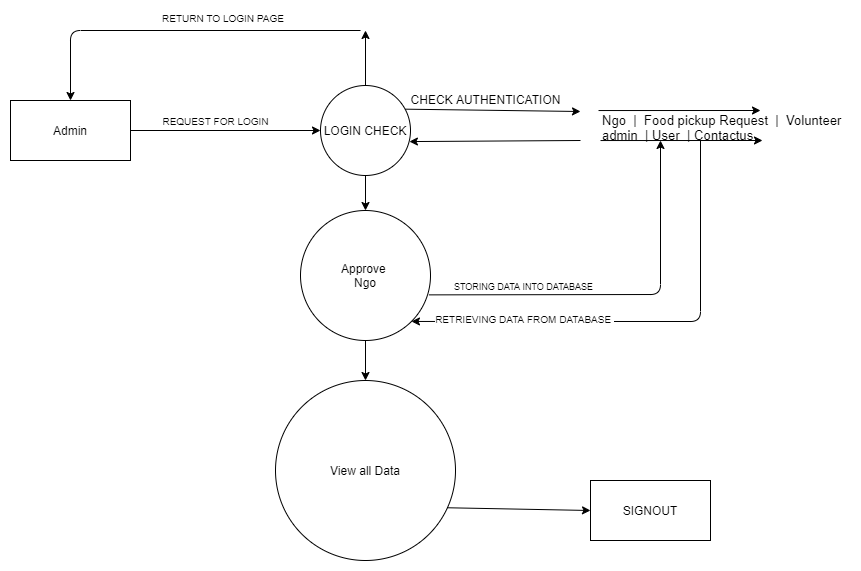 RETURN TO LOGIN PAGE
Admin
REQUEST FOR LOGIN
LOGIN CHECK
CHECK AUTHENTICATION
Ngo | Food pickup Request | Volunteer
admin | User | Contactus
Approve
Ngo
STORING DATA INTO DATABASE
RETRIEVING DATA FROM DATABASE
View all Data
SIGNOUT